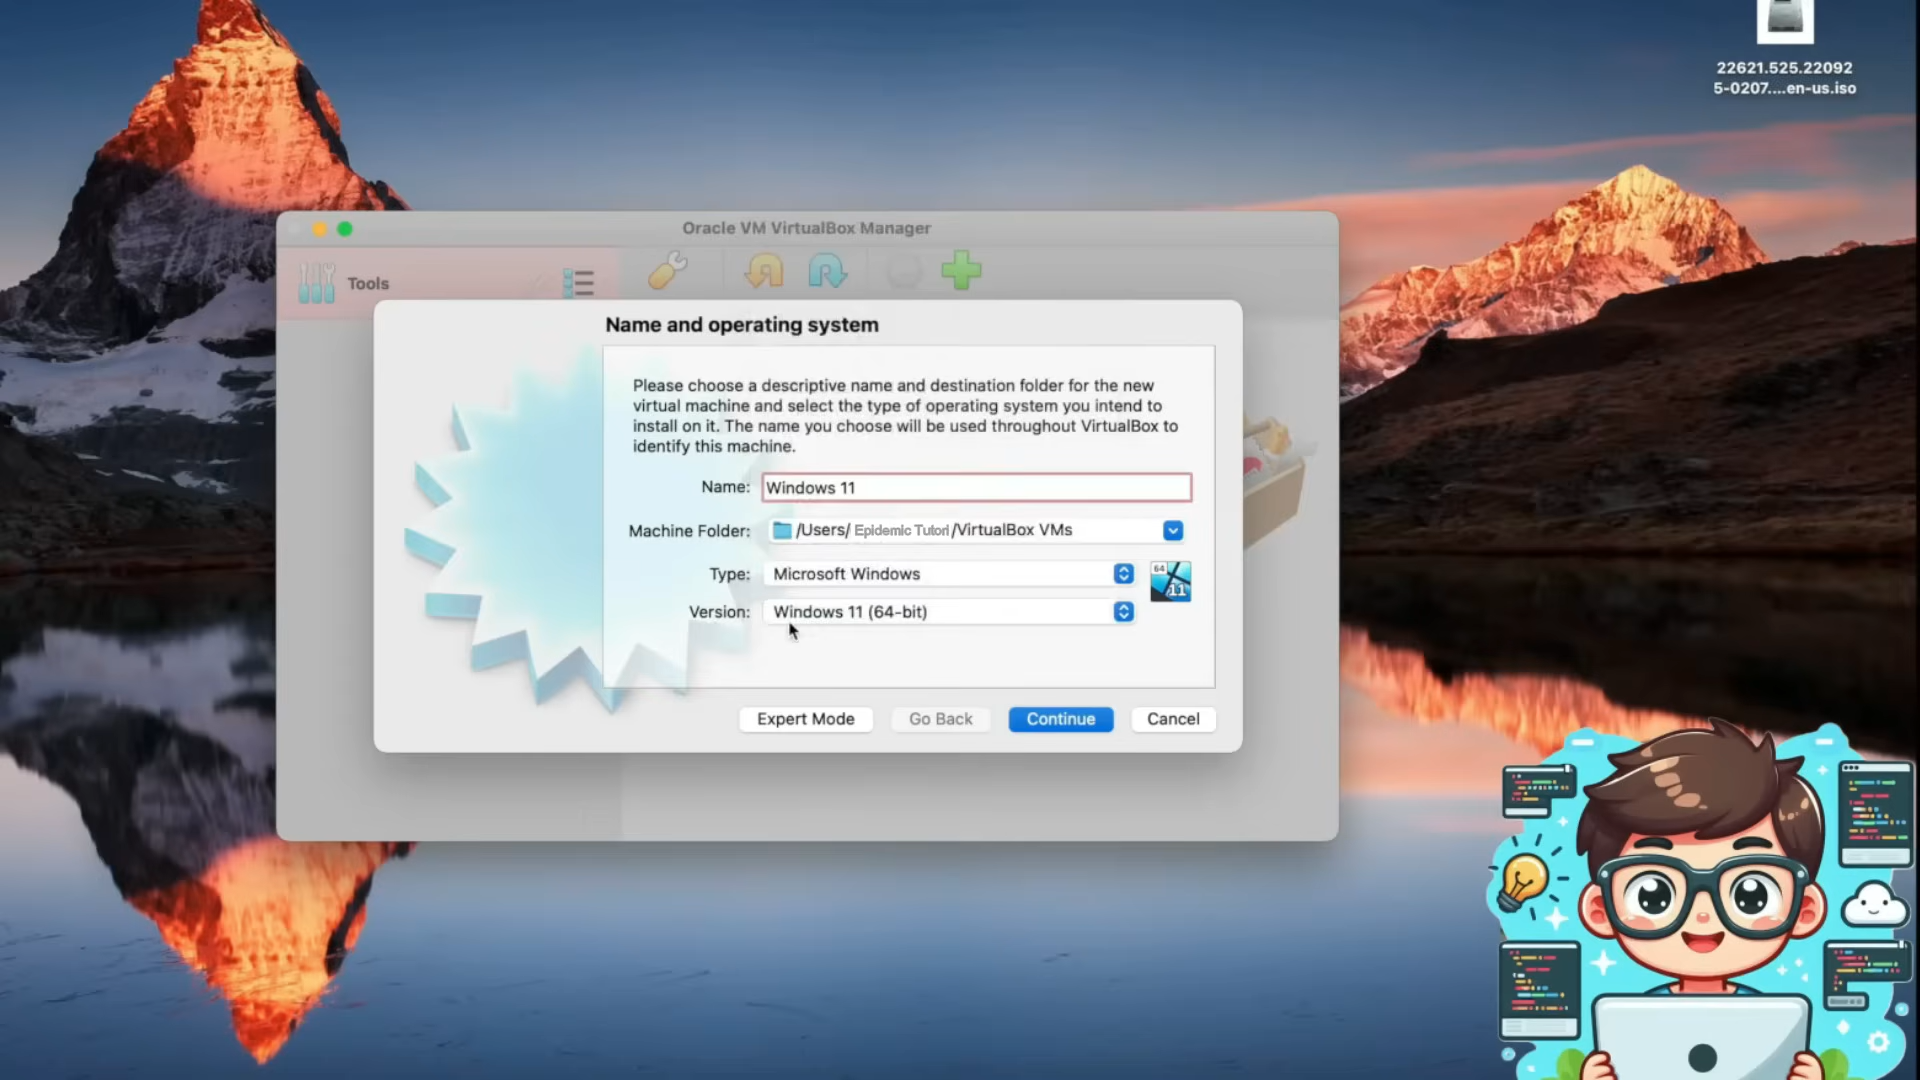 22621.525.22092
5-0207....en-us.iso
Oracle VM VirtualBox Manager
Tools
Name and operating system
Please choose a descriptive name and destination folder for the new
virtual machine and select the type of operating system you intend to
install on it. The name you choose will be used throughout VirtualBox to
identify this machine.
Name: Windows 11
Machine Folder: /Users/ Epidemic Tutori /VirtualBox VMs
Type: Microsoft Windows
64
11
Version: Windows 11 (64-bit)
Expert Mode Go Back Continue Cancel